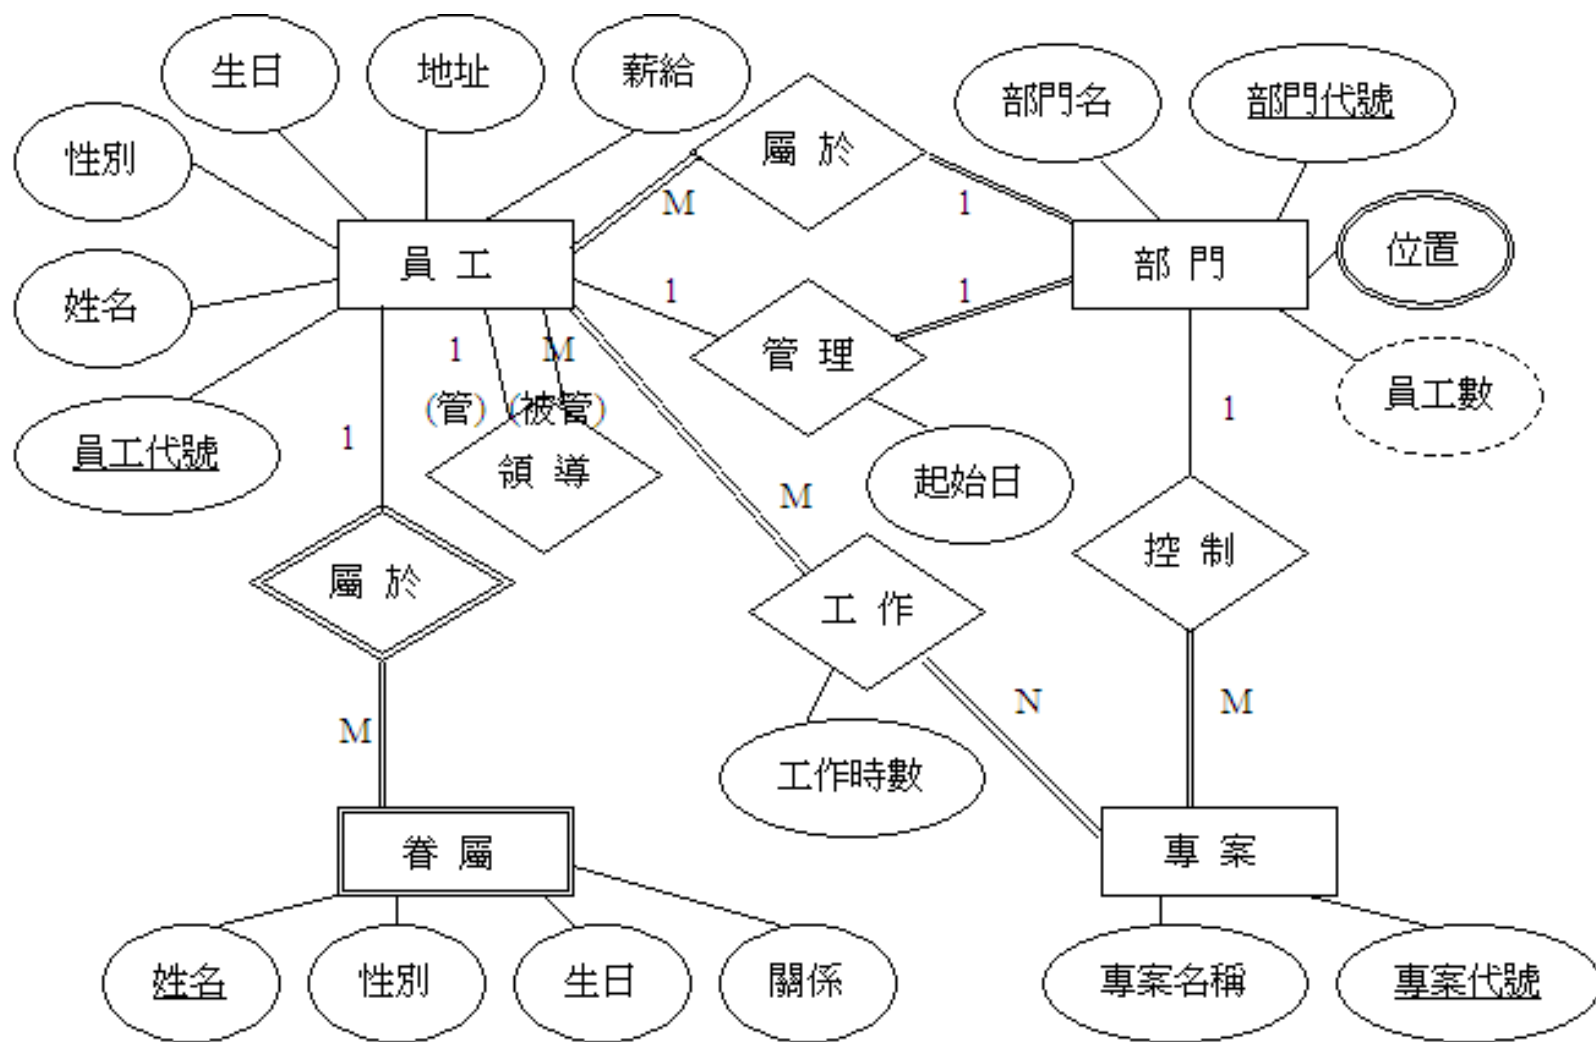 生日
地址
薪給
屬於
部門名
部門代號
性別
M
1
員工
部門
位置
姓名
1
1
管理
員工數
1
M
(管)
(被管)
1
員工代號
1
領導
M
起始日
屬於
控制
工作
M
N
M
工作時數
眷屬
專案
姓名
性別
生日
關係
專案名稱
專案代號